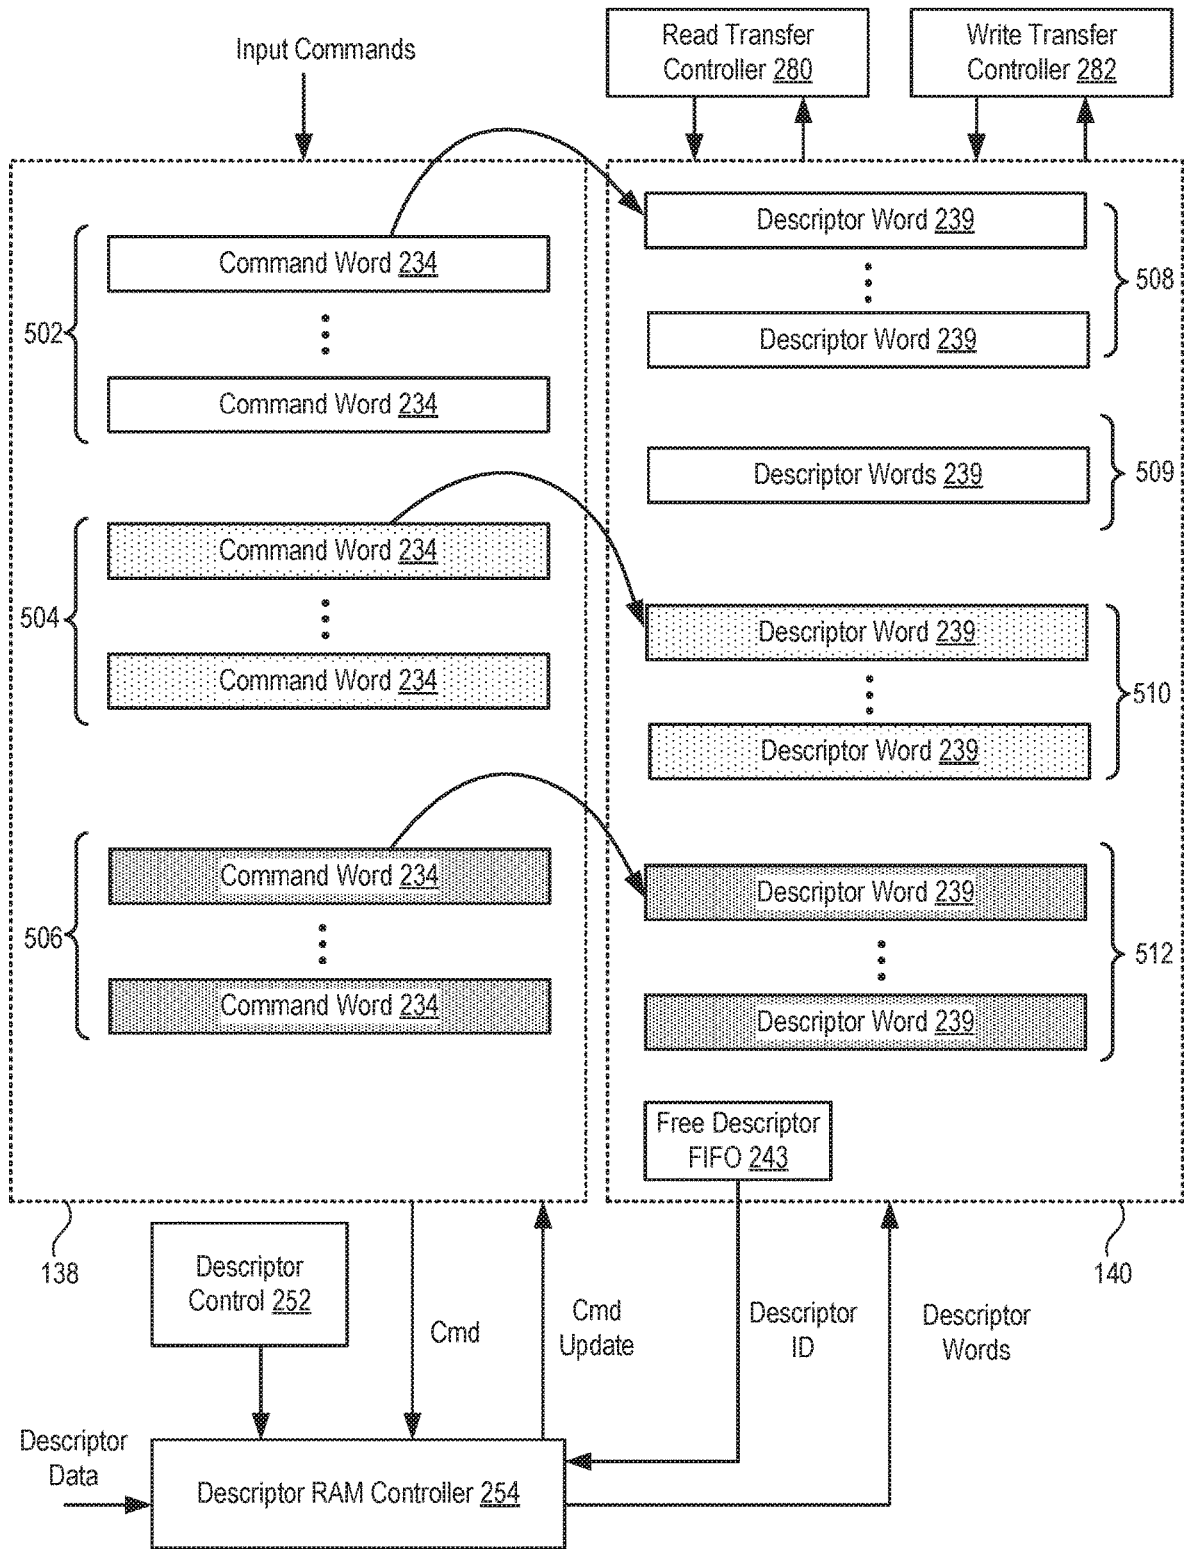 Input Commands
Read Transfer
Controller 280
Write Transfer
Controller 282
Command Word 234
502
Command Word 234
Command Word 234
504
Command Word 234
Command Word 234
506
Command Word 234
Descriptor Word 239
508
Descriptor Word 239
Descriptor Words 239
509
Descriptor Word 239
510
Descriptor Word 239
Descriptor Word 239
512
Descriptor Word 239
Free Descriptor
FIFO 243
138
140
Descriptor
Control 252
Cmd
Cmd
Update
Descriptor
ID
Descriptor
Words
Descriptor
Data
Descriptor RAM Controller 254